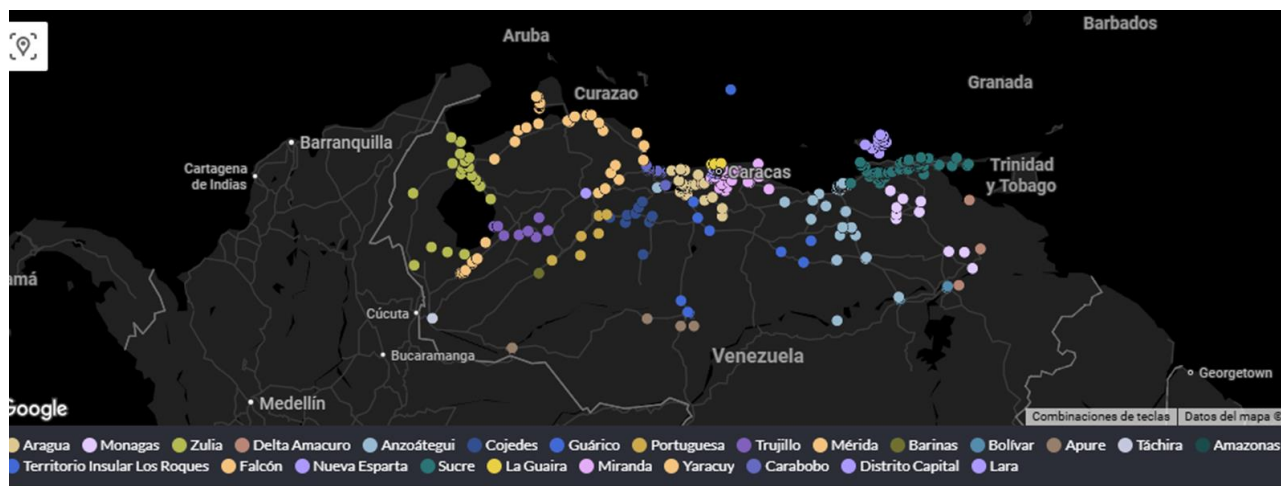 Barbados
Aruba
Granada
Curazao
Barranquilla
Cartagena
de Indias
Caracas
Trinidad
y Tobago
amá
Cúcuta
Bucaramanga
Venezuela
Georgetown
Medellín
Google
Combinaciones de teclas
Datos del mapa ©
Aragua Monagas Zulia Delta Amacuro Anzoátegui Cojedes Guárico Portuguesa Trujillo Mérida Barinas Bolívar Apure Táchira Amazonas
Territorio Insular Los Roques Falcón Nueva Esparta Sucre La Guaira Miranda Yaracuy Carabobo Distrito Capital Lara